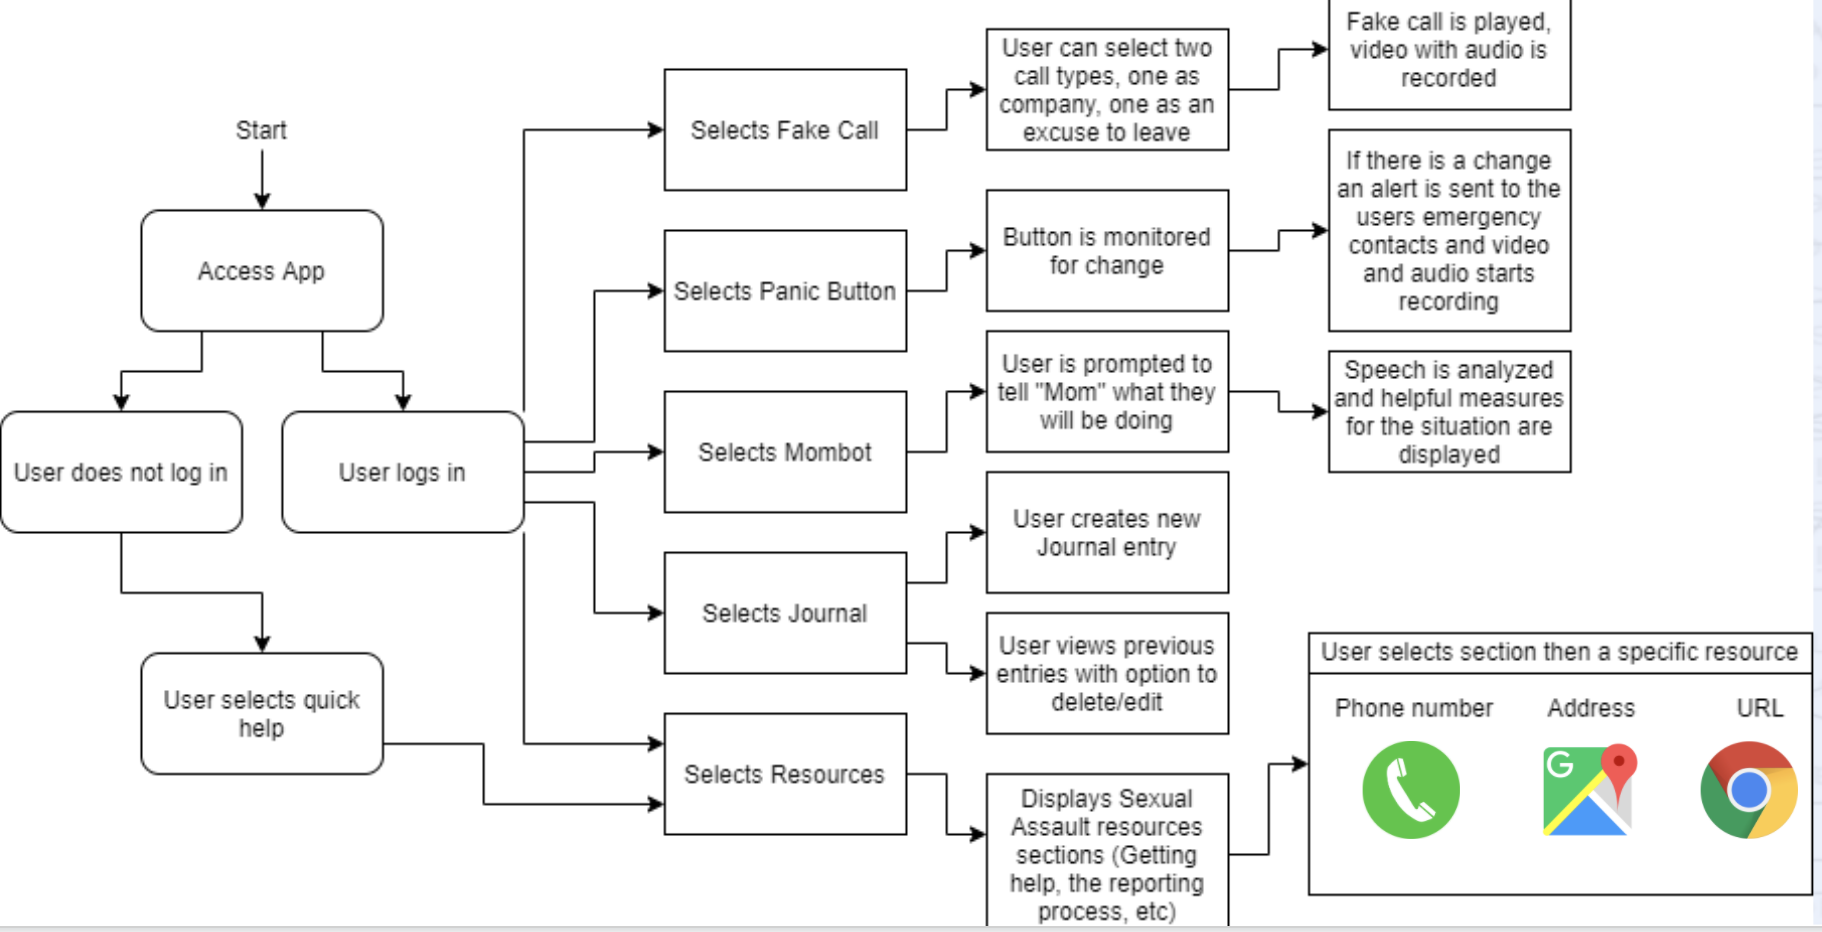 Start
Access App
User does not log in
User logs in
User selects quick
help
Selects Fake Call
Selects Panic Button
Selects Mombot
Selects Journal
Selects Resources
User can select two
call types, one as
company, one as an
excuse to leave
Button is monitored
for change
User is prompted to
tell "Mom" what they
will be doing
User creates new
Journal entry
User views previous
entries with option to
delete/edit
Displays Sexual
Assault resources
sections (Getting
help, the reporting
process, etc)
Fake call is played,
video with audio is
recorded
If there is a change
an alert is sent to the
users emergency
contacts and video
and audio starts
recording
Speech is analyzed
and helpful measures
for the situation are
displayed
User selects section then a specific resource
Phone number
Address
URL
G